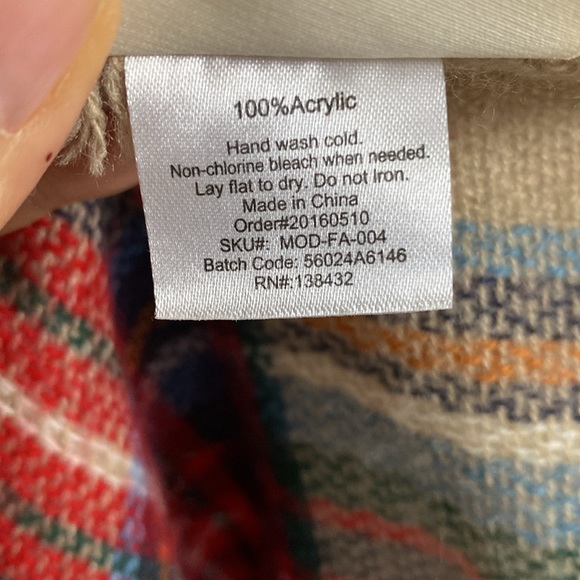 100%Acrylic
Hand wash cold.
Non-chlorine bleach when needed.
Lay flat to dry. Do not Iron.
Made in China
Order#20160510
SKU#: MOD-FA-004
Batch Code: 56024A6146
RN#:138432